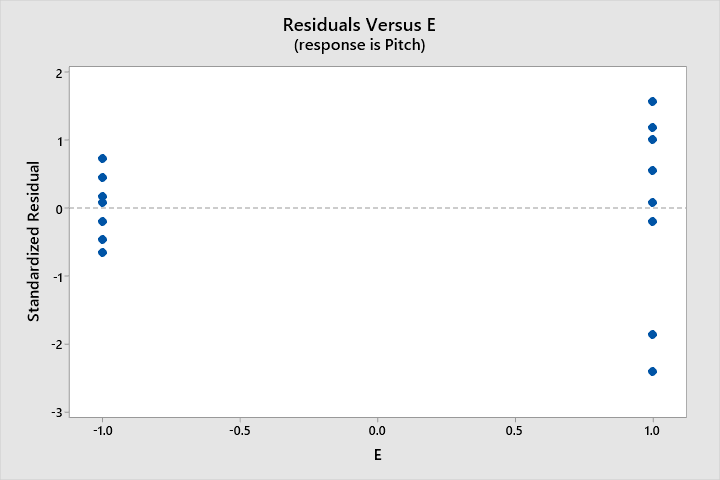 Residuals Versus E
(response is Pitch)
Standardized Residual
2
1
0
-1
-2
-3
-1.0 -0.5 0.0 0.5 1.0
E